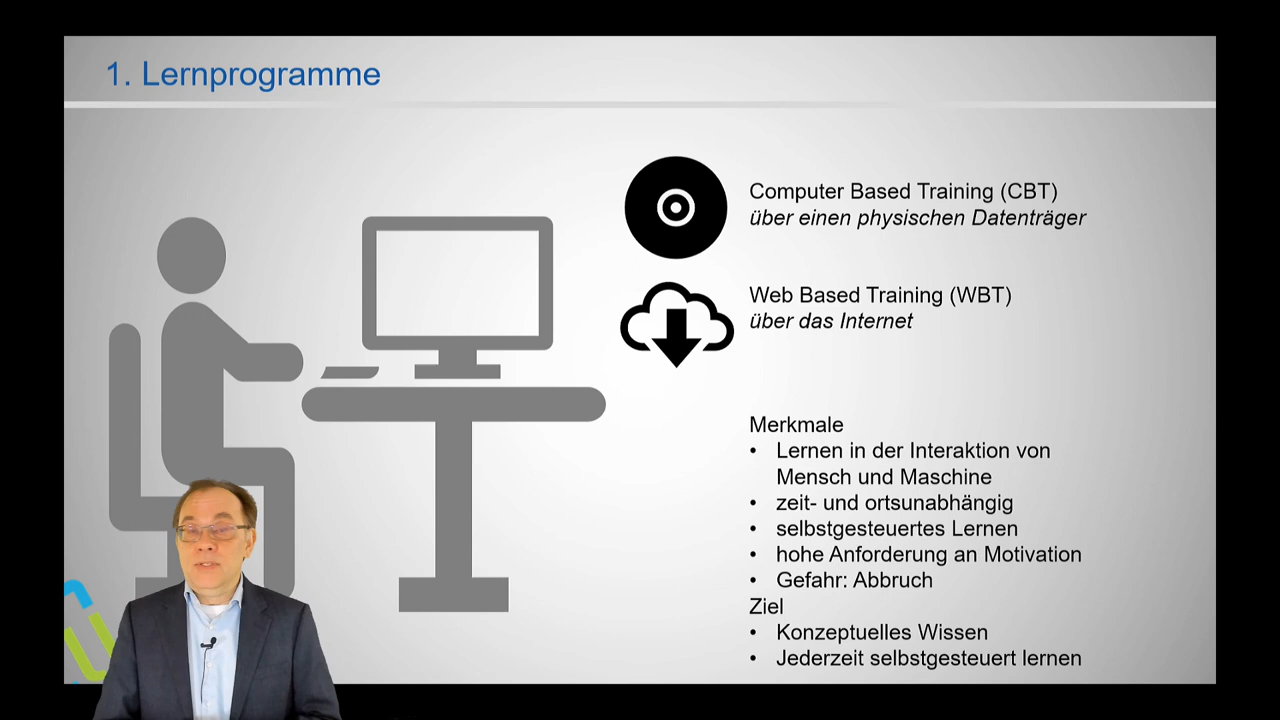 1. Lernprogramme
Computer Based Training (CBT)
über einen physischen Datenträger
Web Based Training (WBT)
über das Internet
Merkmale
• Lernen in der Interaktion von
Mensch und Maschine
• zeit- und ortsunabhängig
• selbstgesteuertes Lernen
• hohe Anforderung an Motivation
• Gefahr: Abbruch
Ziel
• Konzeptuelles Wissen
• Jederzeit selbstgesteuert lernen